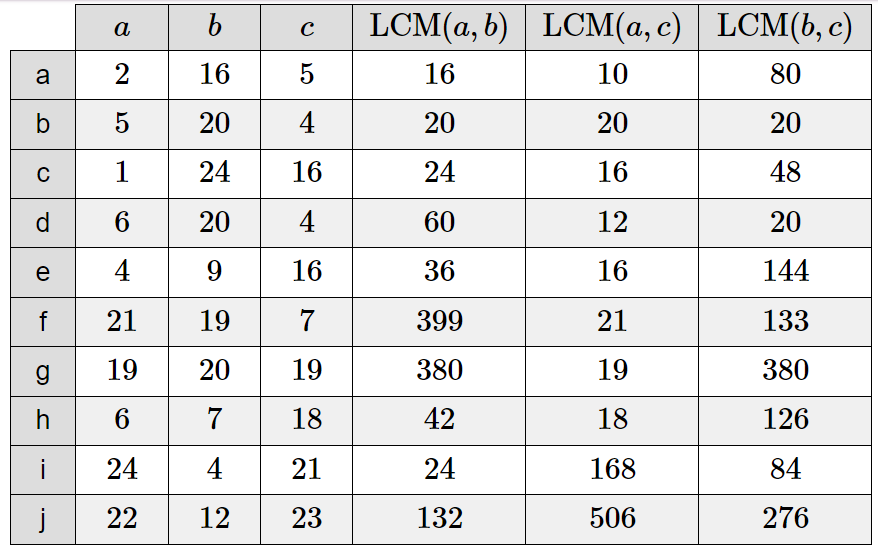 a b c LCM(a, b) LCM(a, c) LCM(b, c)
a 2 16 5 16 10 80
b 5 20 4 20 20 20
c 1 24 16 24 16 48
d 6 20 4 60 12 20
e 4 9 16 36 16 144
f 21 19 7 399 21 133
g 19 20 19 380 19 380
h 6 7 18 42 18 126
i 24 4 21 24 168 84
j 22 12 23 132 506 276